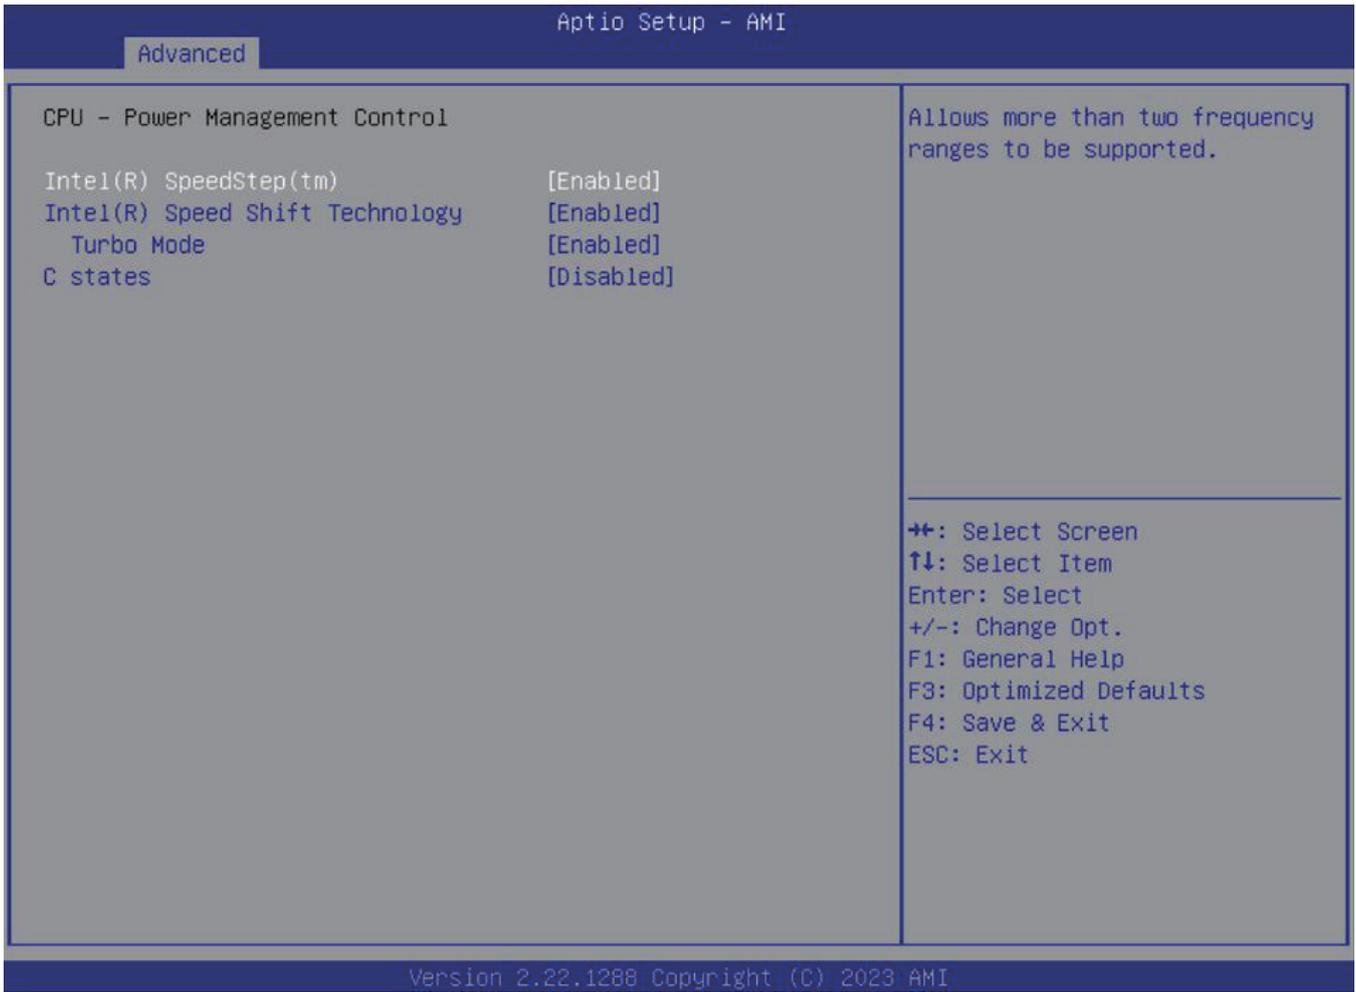 Aptio Setup – AMI
Advanced
CPU – Power Management Control
Intel(R) SpeedStep(tm) [Enabled]
Intel(R) Speed Shift Technology [Enabled]
Turbo Mode [Enabled]
C states [Disabled]
Allows more than two frequency
ranges to be supported.
→←: Select Screen
↑↓: Select Item
Enter: Select
+/-: Change Opt.
F1: General Help
F3: Optimized Defaults
F4: Save & Exit
ESC: Exit
Version 2.22.1288 Copyright (C) 2023 AMI